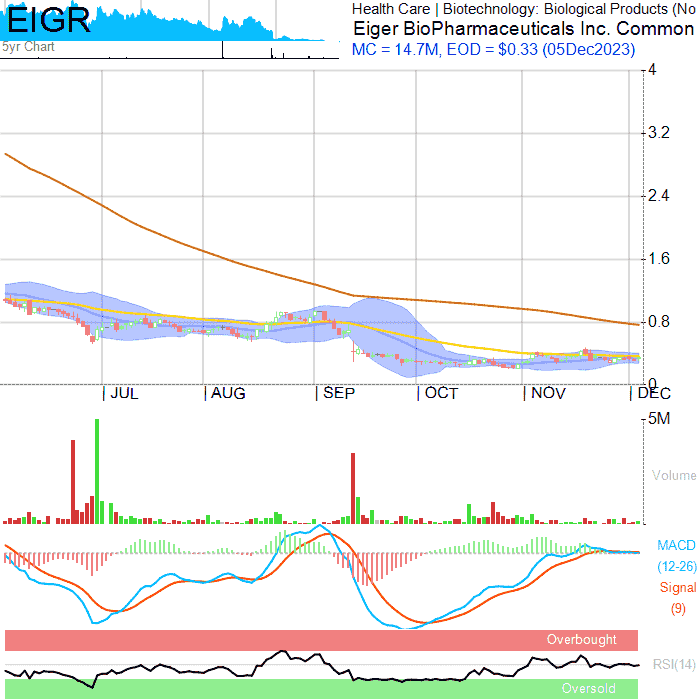 EIGR
5yr Chart
Health Care | Biotechnology: Biological Products (No
Eiger BioPharmaceuticals Inc. Common
MC = 14.7M, EOD = $0.33 (05Dec2023)
4
3.2
2.4
1.6
0.8
0
JUL AUG SEP OCT NOV DEC
5M
Volume
MACD
(12-26)
Signal
(9)
Overbought
RSI(14)
Oversold